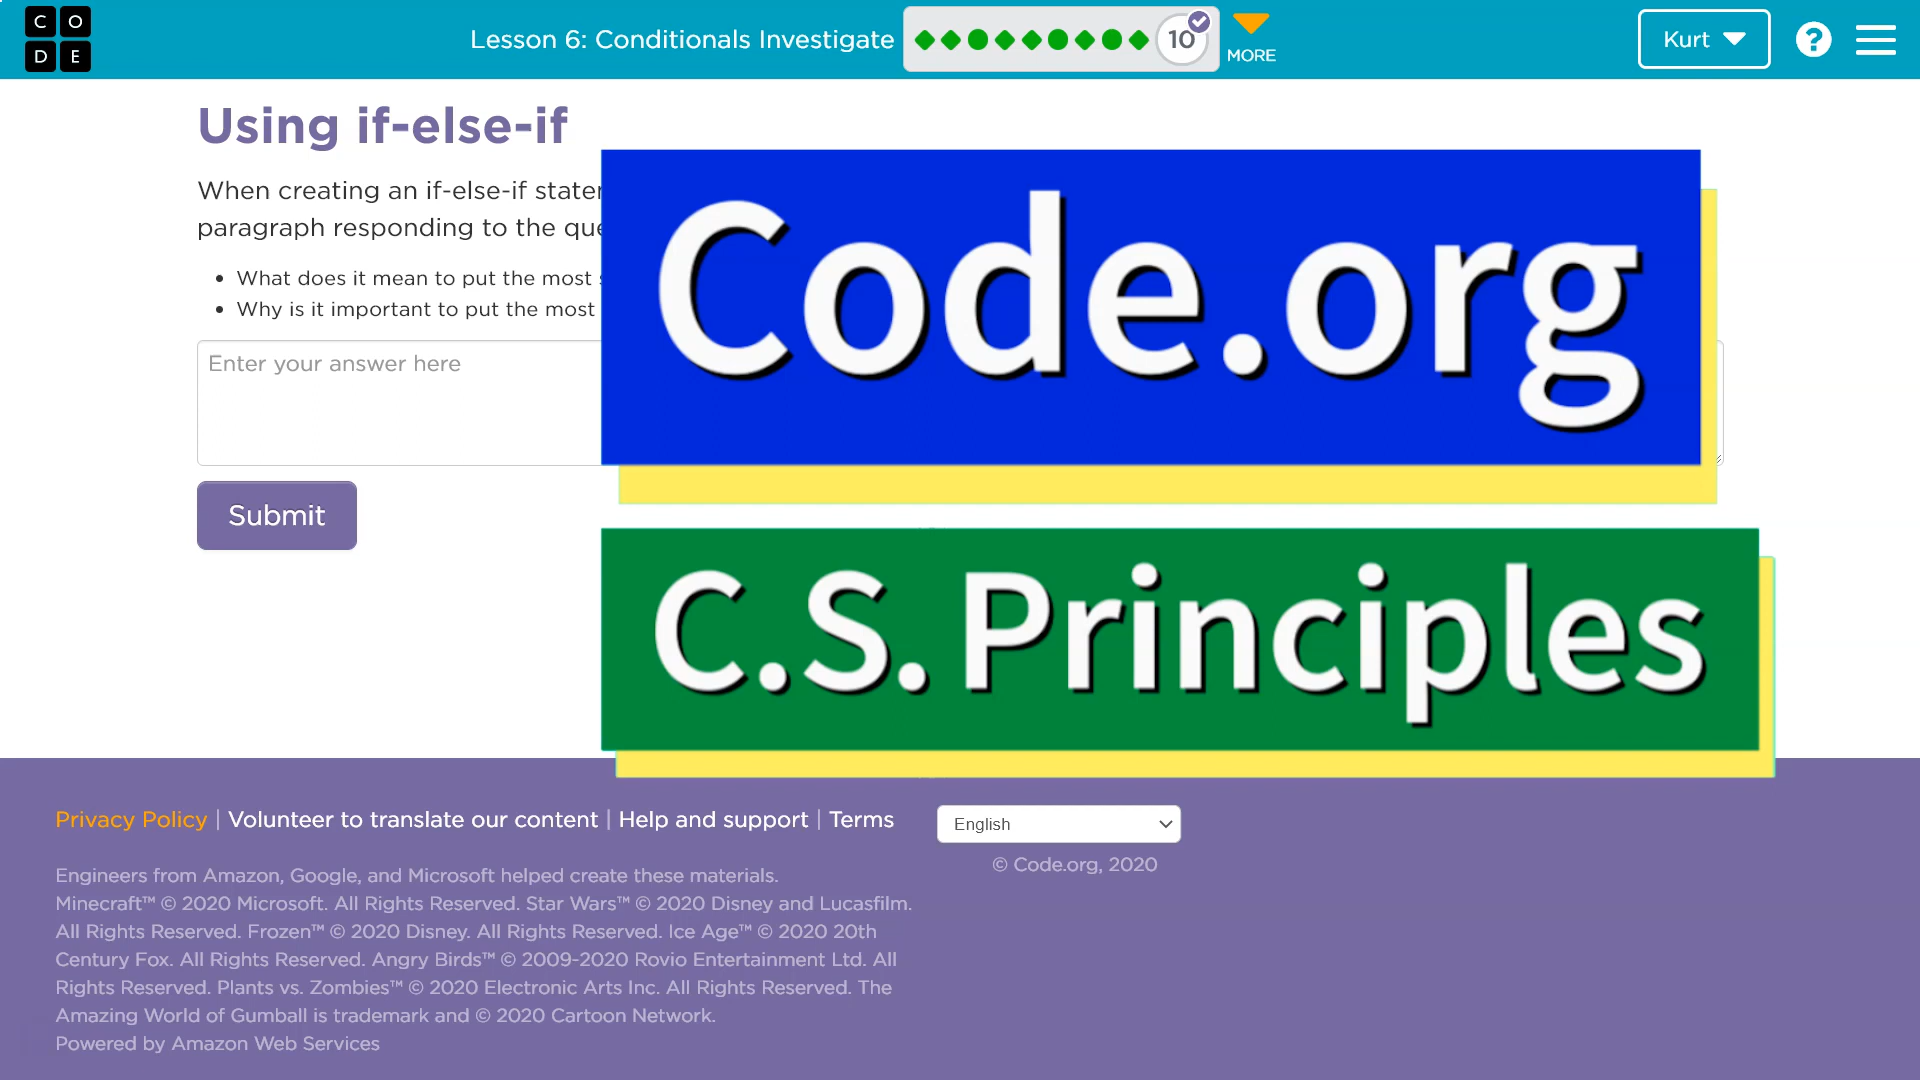 CODE
Lesson 6: Conditionals Investigate
10
MORE
Kurt
?
Using if-else-if
When creating an if-else-if
paragraph responding to the
What does it mean to put the most
Why is it important to put the most
Enter your answer here
Submit
Code.org
C.S. Principles
Privacy Policy | Volunteer to translate our content | Help and support | Terms
English
© Code.org, 2020
Engineers from Amazon, Google, and Microsoft helped create these materials.
Minecraft™ © 2020 Microsoft. All Rights Reserved. Star Wars™ © 2020 Disney and Lucasfilm.
All Rights Reserved. Frozen™ © 2020 Disney. All Rights Reserved. Ice Age™ © 2020 20th
Century Fox. All Rights Reserved. Angry Birds™ © 2009-2020 Rovio Entertainment Ltd. All
Rights Reserved. Plants vs. Zombies™ © 2020 Electronic Arts Inc. All Rights Reserved. The
Amazing World of Gumball is trademark and © 2020 Cartoon Network.
Powered by Amazon Web Services